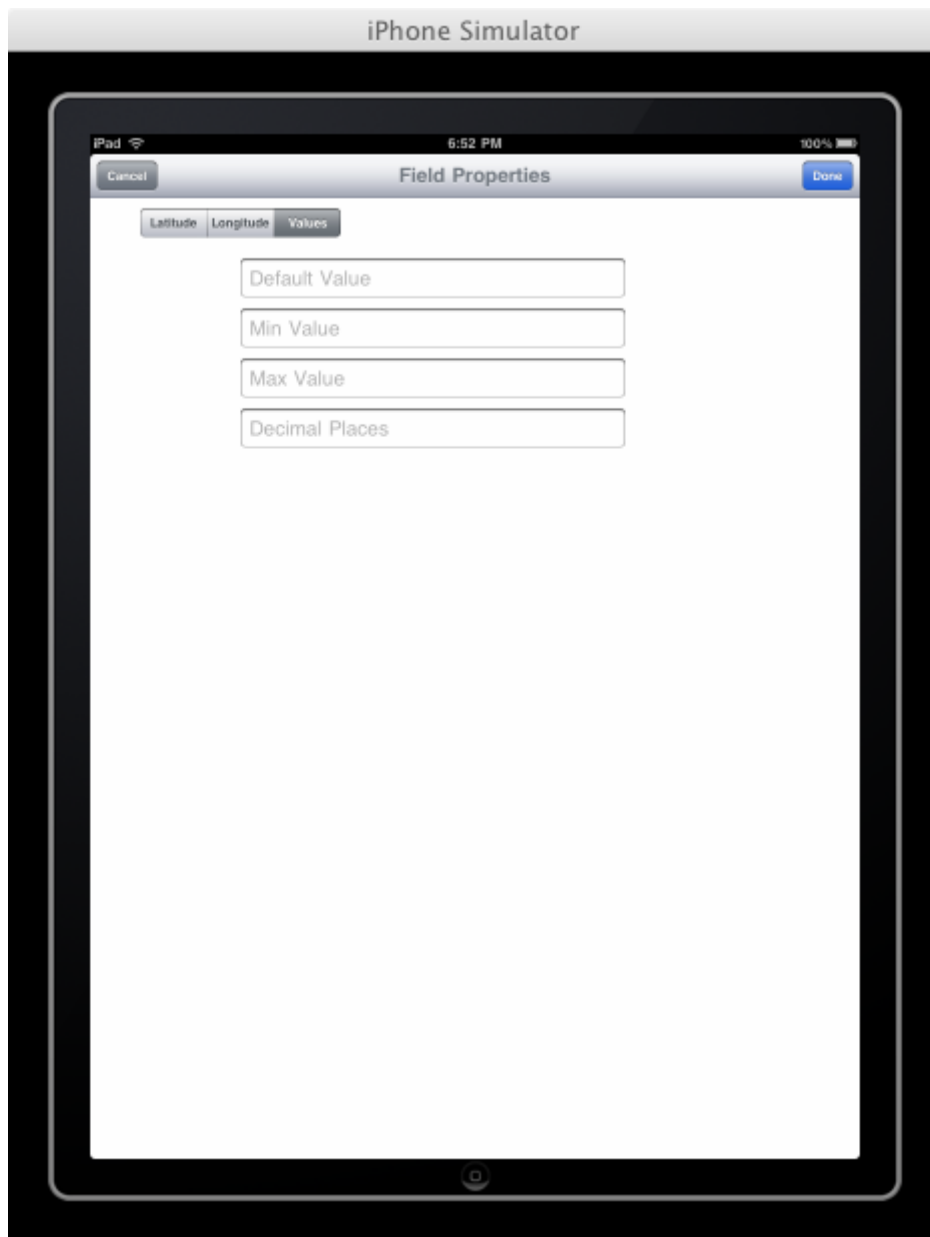 iPhone Simulator
iPad 6:52 PM 100%
Cancel Field Properties Done
Latitude Longitude Values
Default Value
Min Value
Max Value
Decimal Places